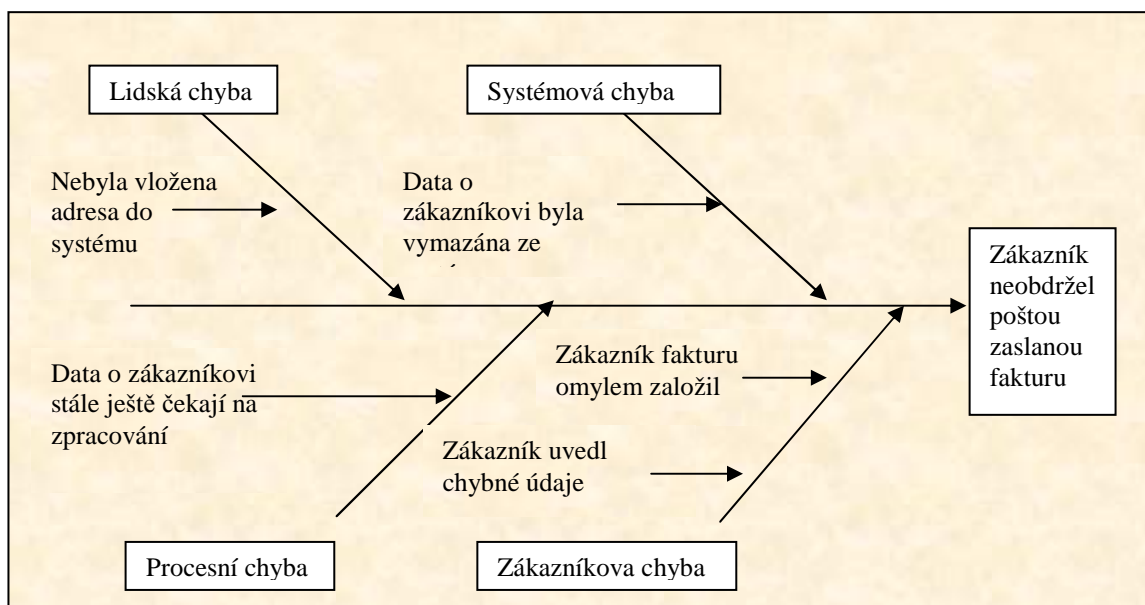 Lidská chyba
Systémová chyba
Nebyla vložena
adresa do
systému
Data o
zákazníkovi byla
vymazána ze
Zákazník
neobdržel
poštou
zaslanou
fakturu
Data o zákazníkovi
stále ještě čekají na
zpracování
Zákazník fakturu
omylem založil
Zákazník uvedl
chybné údaje
Procesní chyba
Zákazníkova chyba